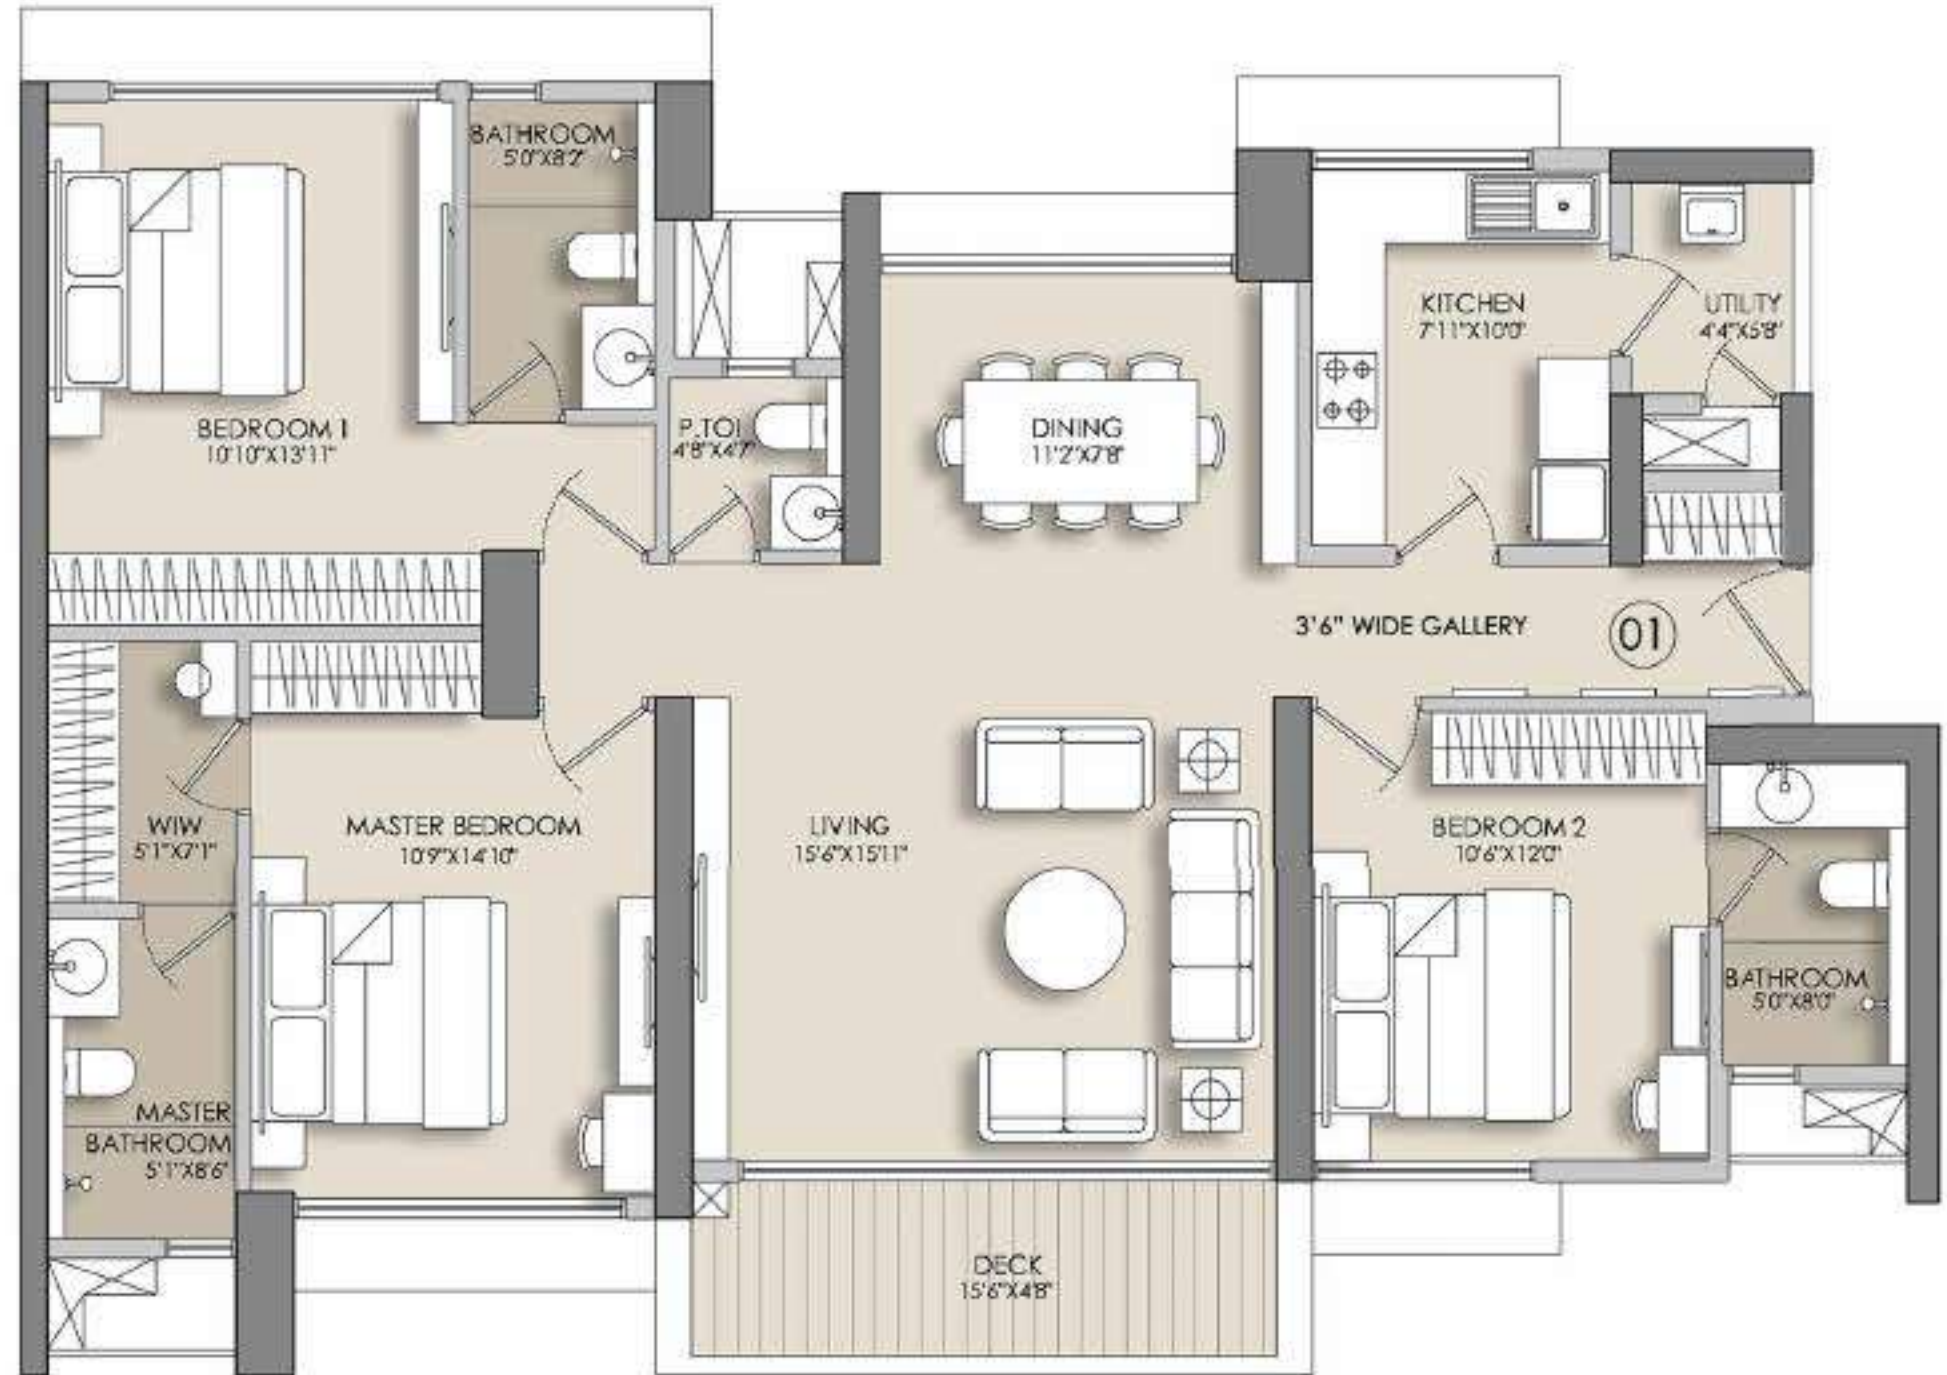 BATHROOM
5'0"X8'2"
BEDROOM 1
10'10"X13'11"
P.TOI
4'8"X4'7"
DINING
11'2"X7'8"
KITCHEN
7'11"X10'0"
UTILITY
4'4"X5'8"
3'6" WIDE GALLERY
01
WIW
5'1"X7'1"
MASTER BEDROOM
10'9"X14'10"
LIVING
15'6"X15'11"
BEDROOM 2
10'6"X12'0"
BATHROOM
5'0"X8'0"
MASTER
BATHROOM
5'1"X8'6"
DECK
15'6"X4'8"